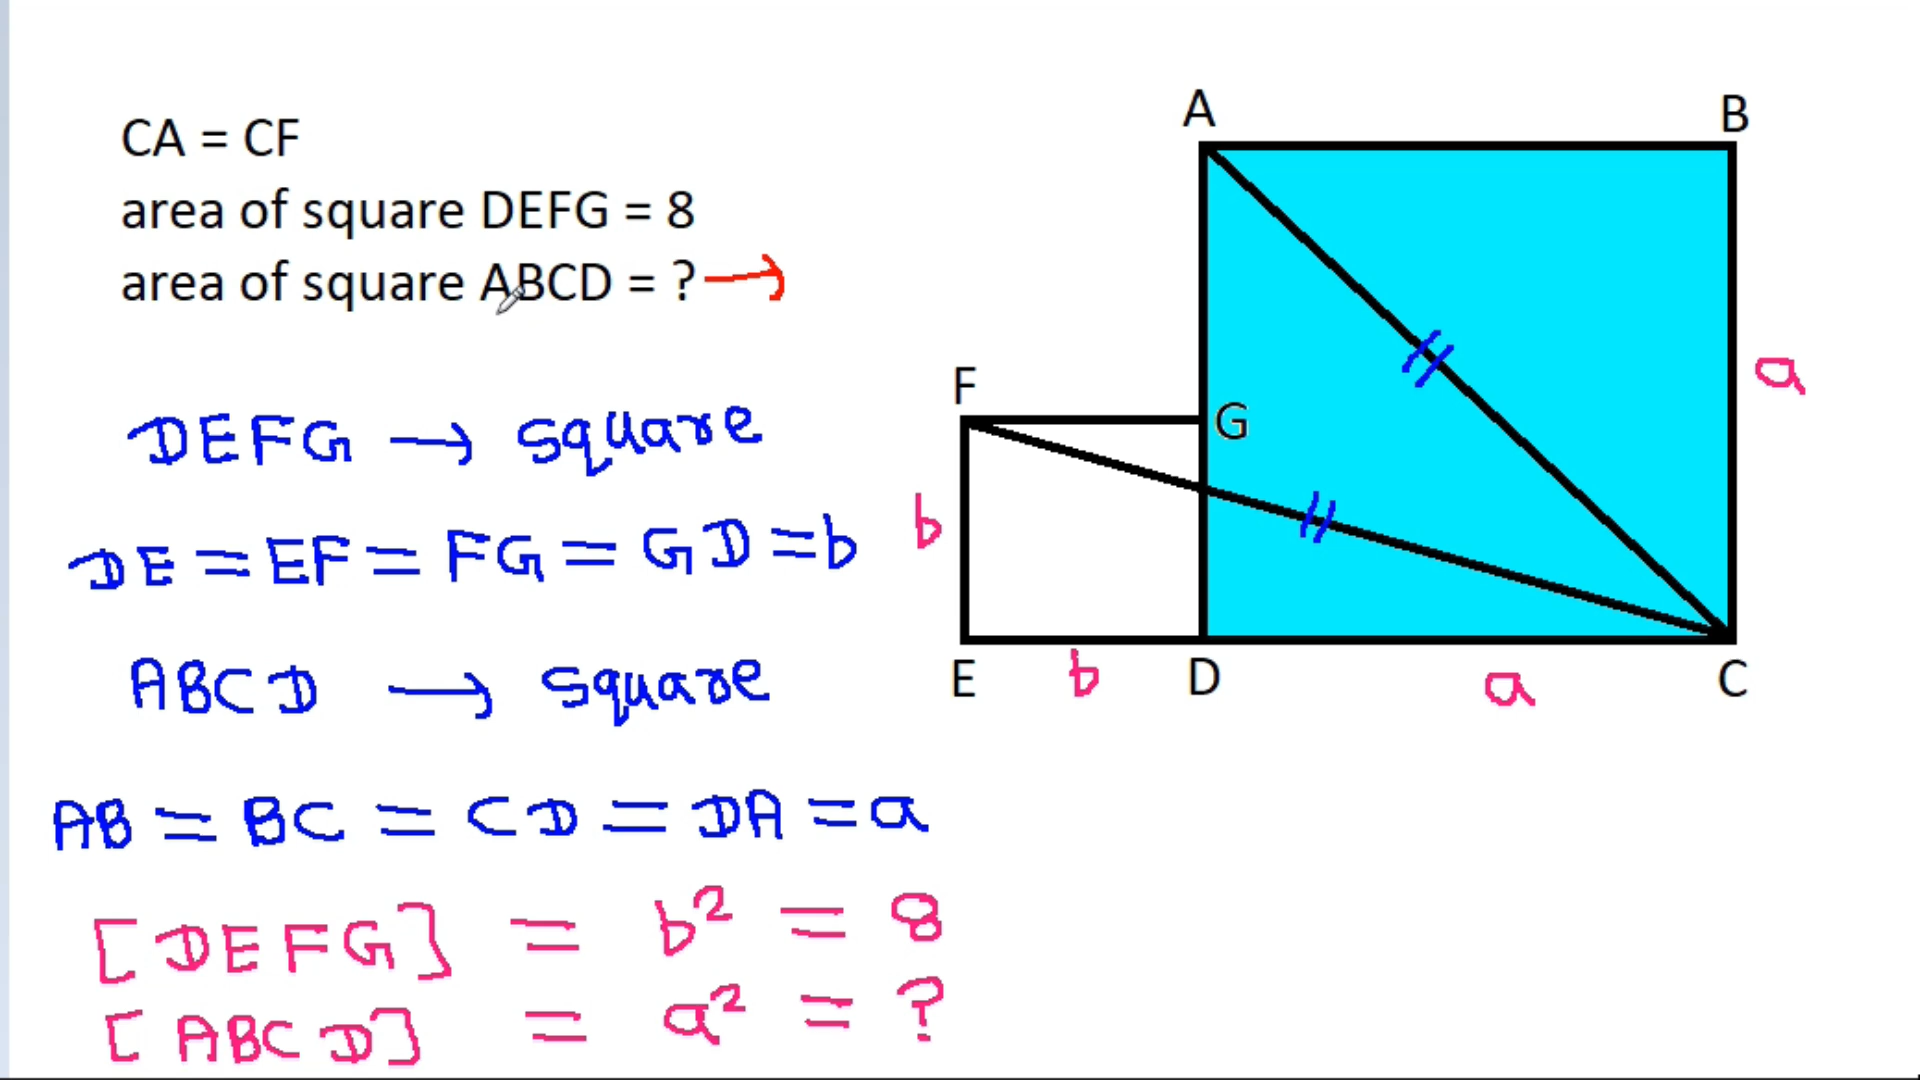 CA = CF
area of square DEFG = 8
area of square ABCD = ? →
DEFG → square
DE = EF = FG = GD = b
ABCD → square
AB = BC = CD = DA = a
[DEFG] = b² = 8
[ABCD] = a² = ?
A B
a
F G
b
E b D a C